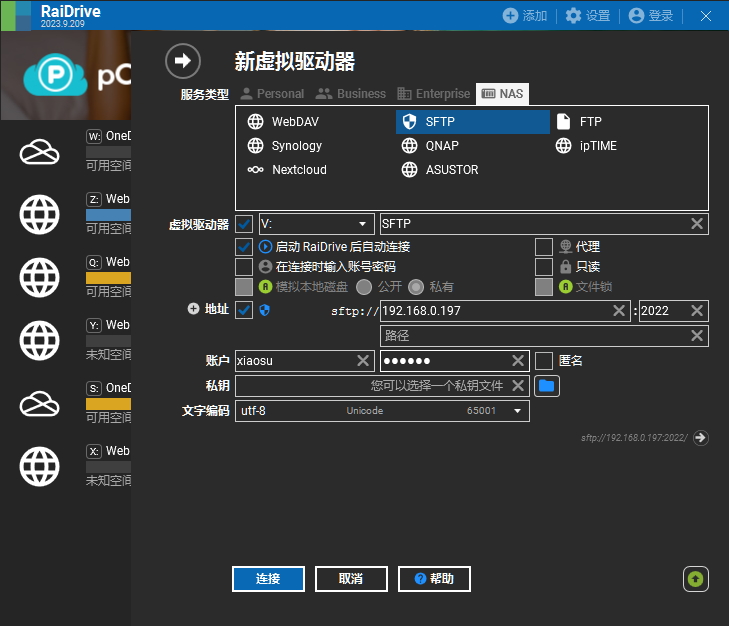 RaiDrive
2023.9.209
添加
设置
登录
pC
新虚拟驱动器
服务类型
Personal
Business
Enterprise
NAS
WebDAV
SFTP
FTP
Synology
QNAP
ipTIME
Nextcloud
ASUSTOR
W: OneD
可用空间
Z: Web
可用空间
Q: Web
可用空间
Y: Web
未知空间
S: OneD
可用空间
X: Web
未知空间
虚拟驱动器
V:
SFTP
启动 RaiDrive 后自动连接
代理
在连接时输入账号密码
只读
模拟本地磁盘
公开
私有
文件锁
地址
sftp://
192.168.0.197
:
2022
路径
账户
xiaosu
●●●●●●
匿名
私钥
您可以选择一个私钥文件
文字编码
utf-8
Unicode
65001
sftp://192.168.0.197:2022/
连接
取消
帮助